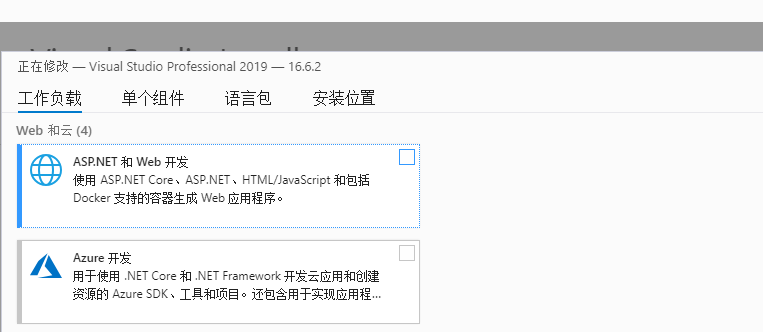 正在修改 — Visual Studio Professional 2019 — 16.6.2
工作负载 单个组件 语言包 安装位置
Web 和云 (4)
ASP.NET 和 Web 开发
使用 ASP.NET Core、ASP.NET、HTML/JavaScript 和包括
Docker 支持的容器生成 Web 应用程序。
Azure 开发
用于使用 .NET Core 和 .NET Framework 开发云应用和创建
资源的 Azure SDK、工具和项目。还包含用于实现应用程...